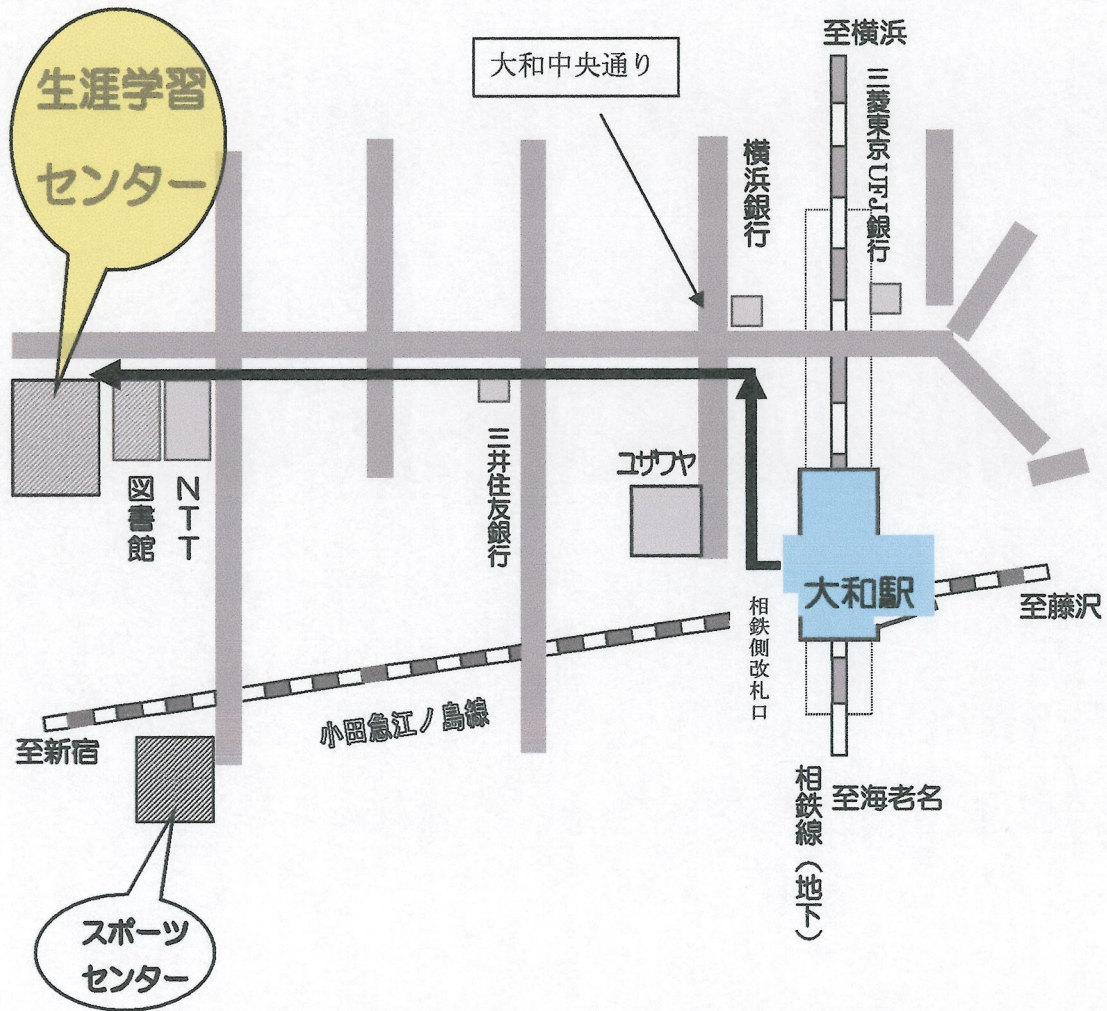 至横浜
大和中央通り
生涯学習
センター
三菱東京UFJ銀行
横浜銀行
ユザワヤ
三井住友銀行
図書館
NTT
大和駅
至藤沢
相鉄側改札口
小田急江ノ島線
至新宿
至海老名
相鉄線(地下)
スポーツ
センター